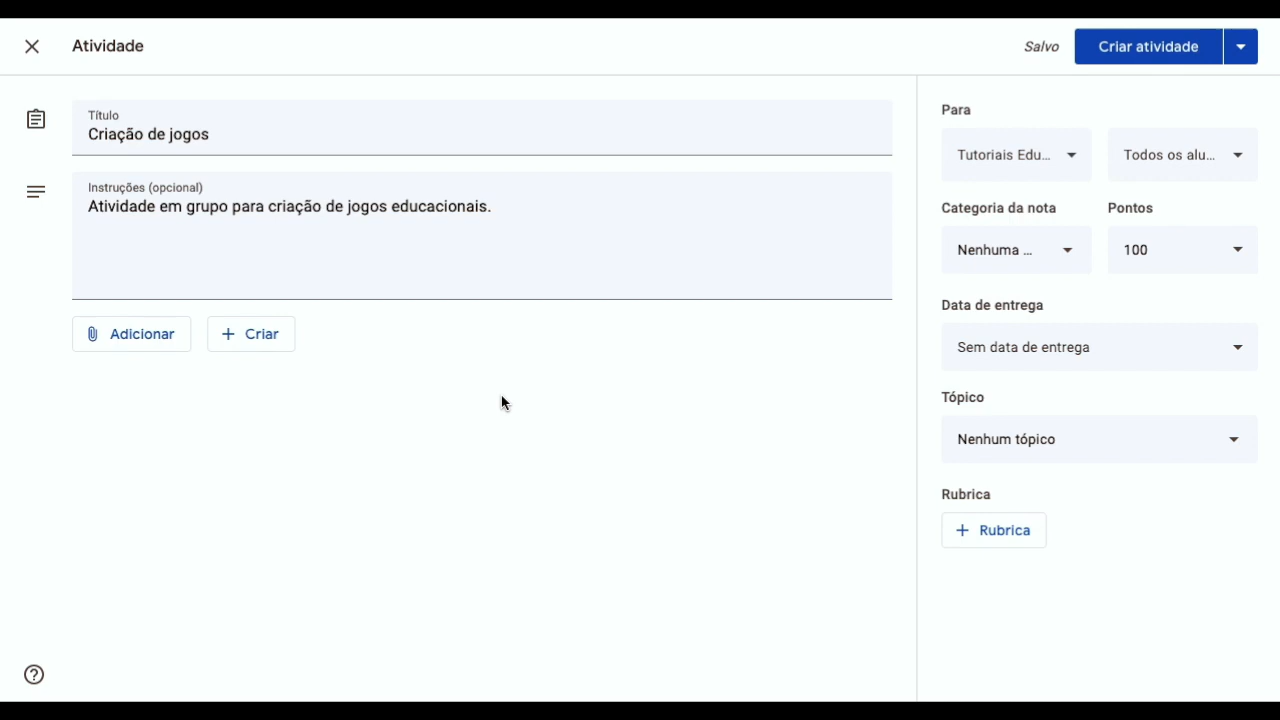 Atividade
Salvo
Criar atividade
Título
Criação de jogos
Instruções (opcional)
Atividade em grupo para criação de jogos educacionais.
Adicionar
Criar
Para
Tutoriais Edu...
Todos os alu...
Categoria da nota
Pontos
Nenhuma ...
100
Data de entrega
Sem data de entrega
Tópico
Nenhum tópico
Rubrica
Rubrica